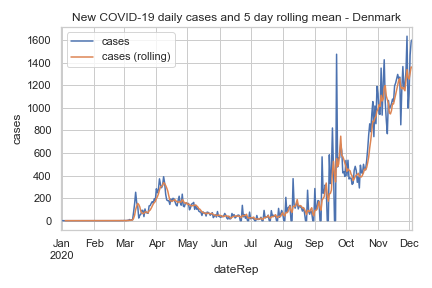 New COVID-19 daily cases and 5 day rolling mean - Denmark
cases
cases (rolling)
1600
1400
1200
1000
800
600
400
200
0
cases
Jan Feb Mar Apr May Jun Jul Aug Sep Oct Nov Dec
2020
dateRep